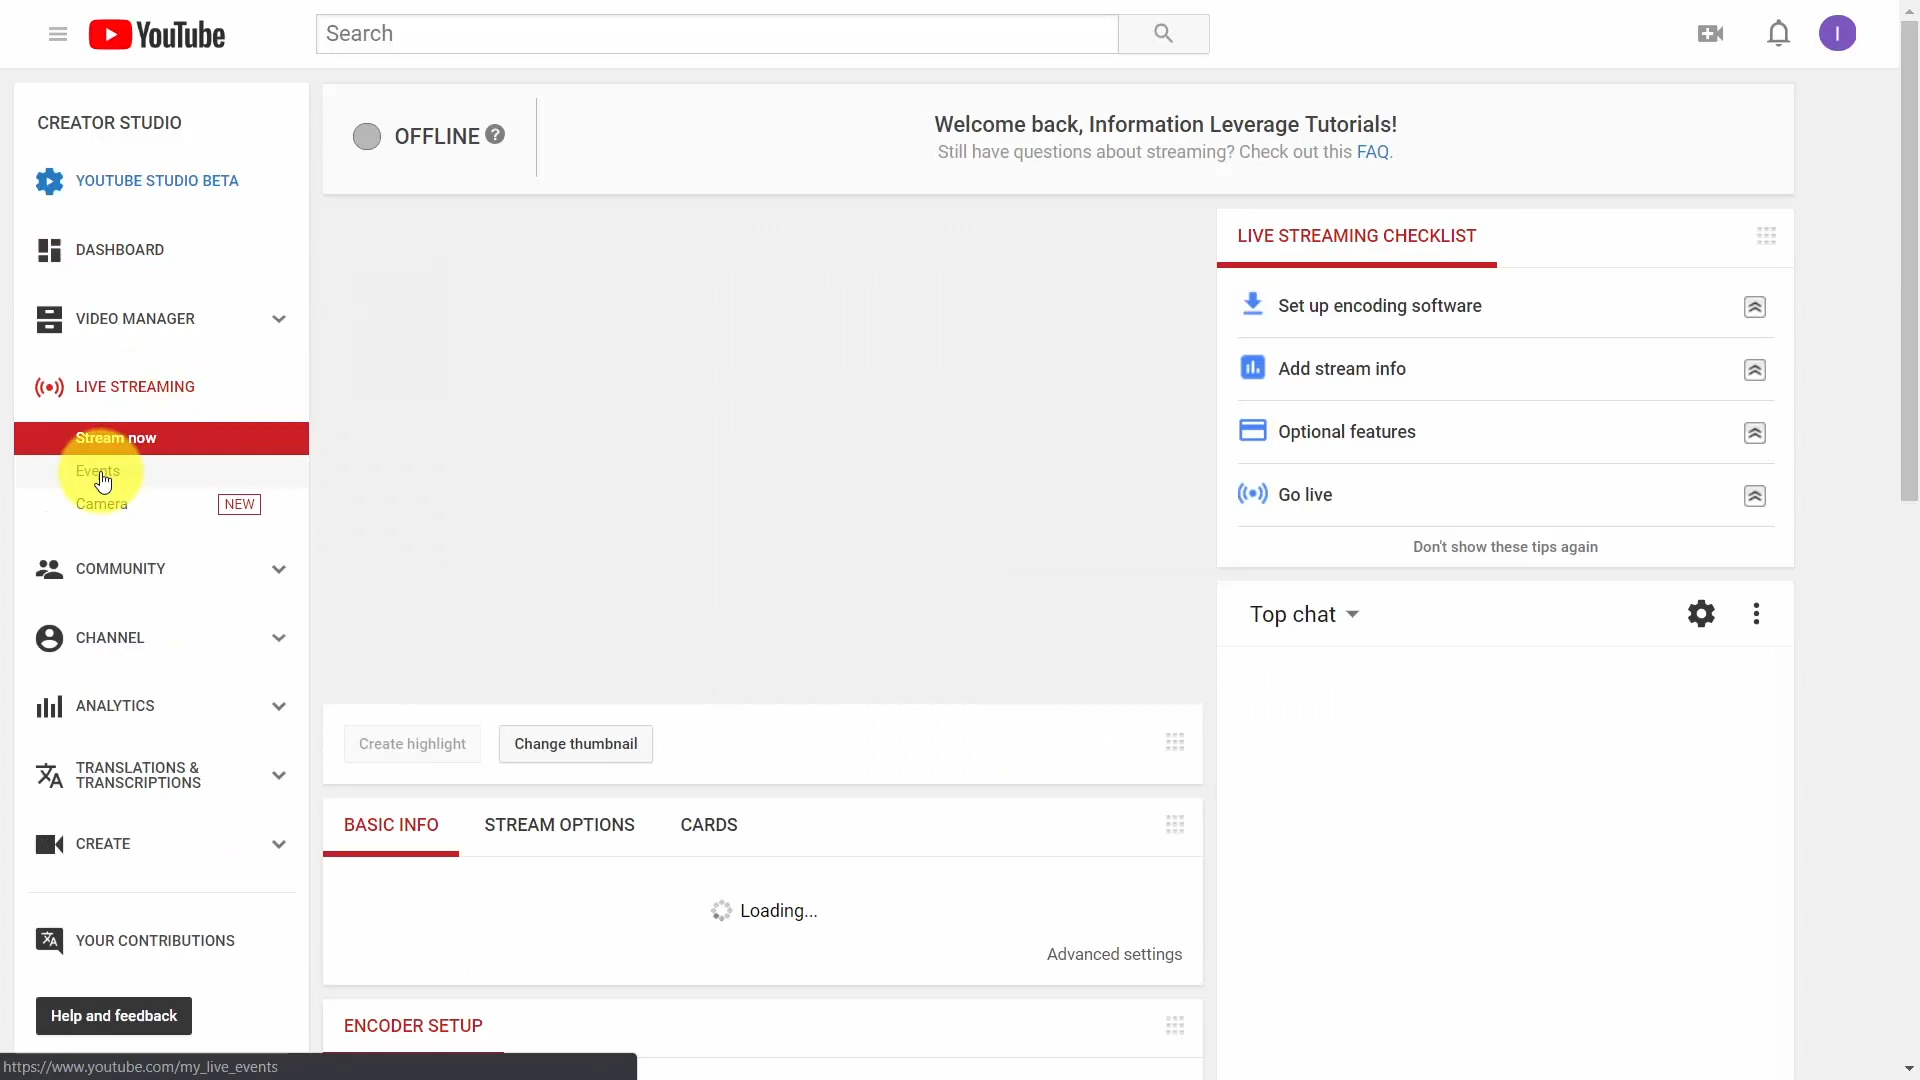 YouTube
Search
I
CREATOR STUDIO
YOUTUBE STUDIO BETA
DASHBOARD
VIDEO MANAGER
LIVE STREAMING
Stream now
Events
Camera
NEW
COMMUNITY
CHANNEL
ANALYTICS
TRANSLATIONS &
TRANSCRIPTIONS
CREATE
YOUR CONTRIBUTIONS
Help and feedback
OFFLINE ?
Welcome back, Information Leverage Tutorials!
Still have questions about streaming? Check out this FAQ.
LIVE STREAMING CHECKLIST
Set up encoding software
Add stream info
Optional features
Go live
Don't show these tips again
Top chat
Create highlight
Change thumbnail
BASIC INFO
STREAM OPTIONS
CARDS
Loading...
Advanced settings
ENCODER SETUP
https://www.youtube.com/my_live_events